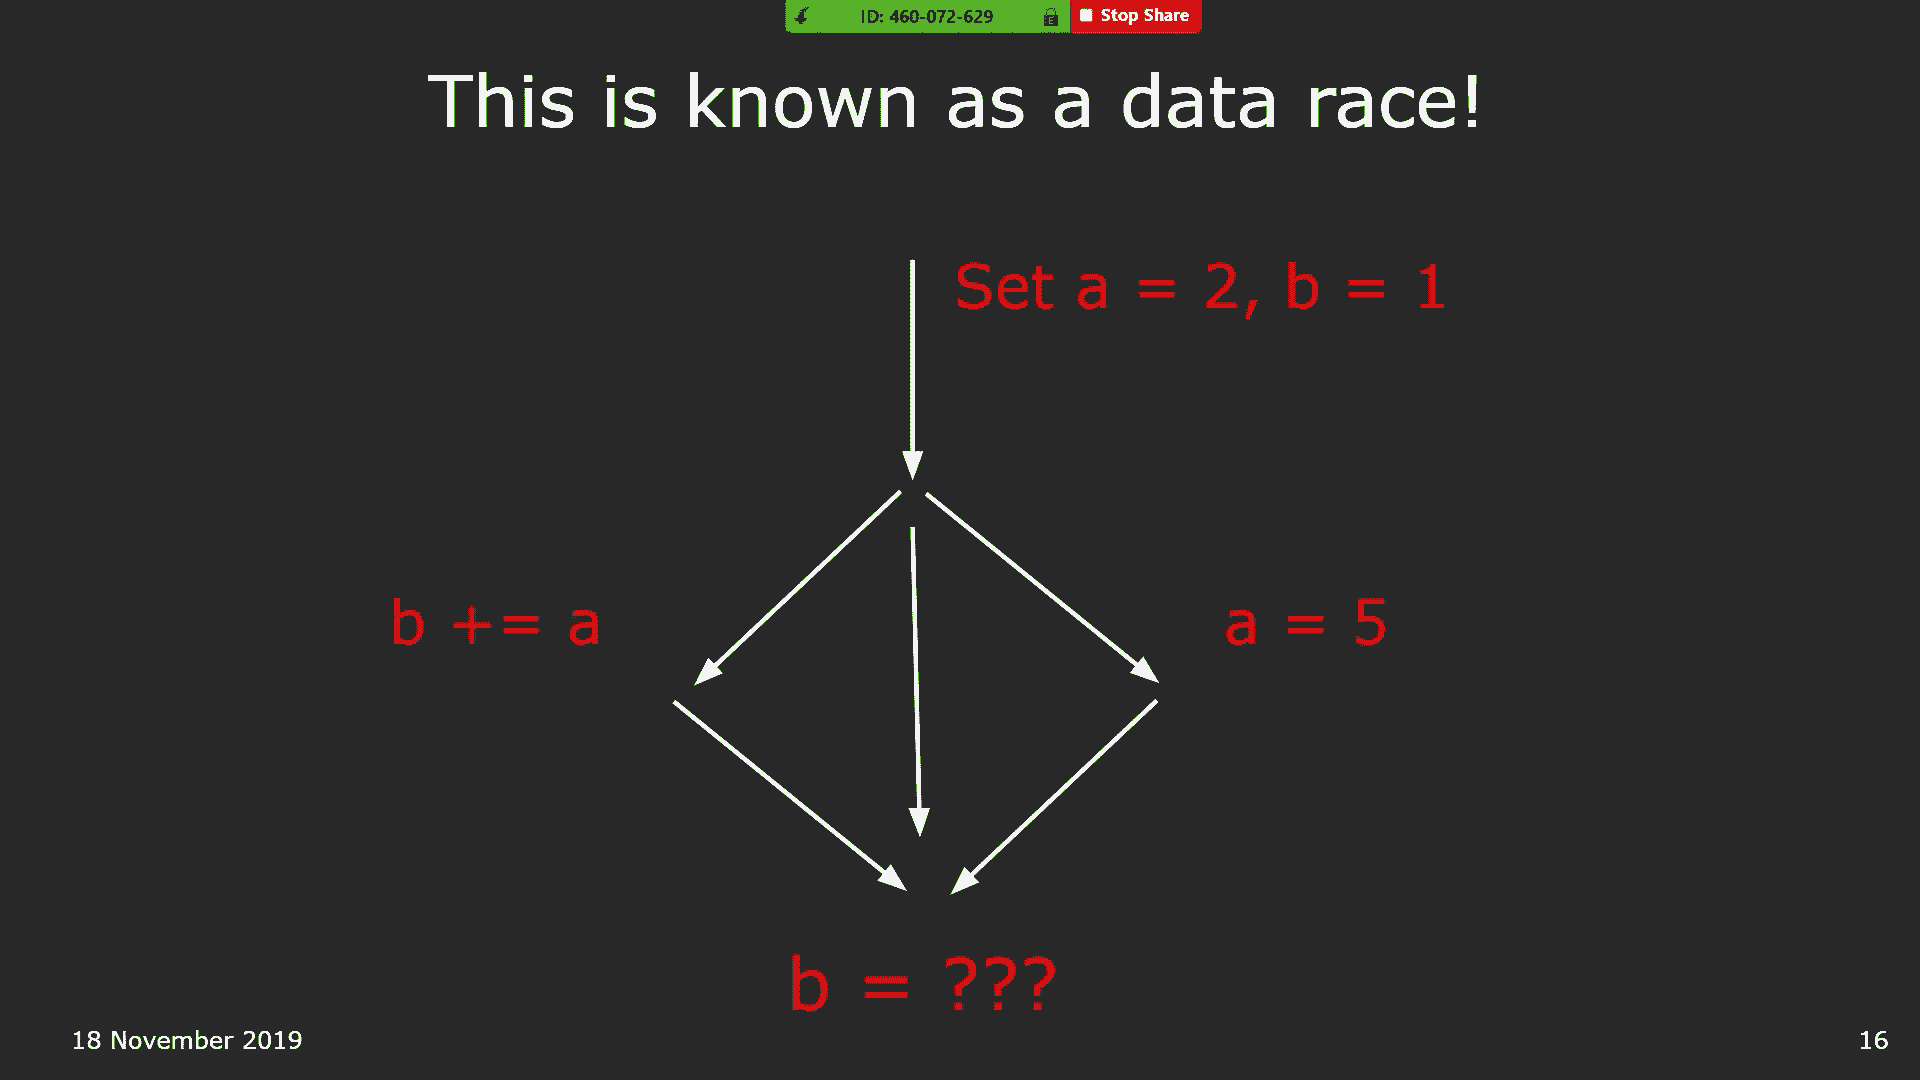 ID: 460-072-629
Stop Share
This is known as a data race!
Set a = 2, b = 1
b += a
a = 5
b = ???
18 November 2019
16